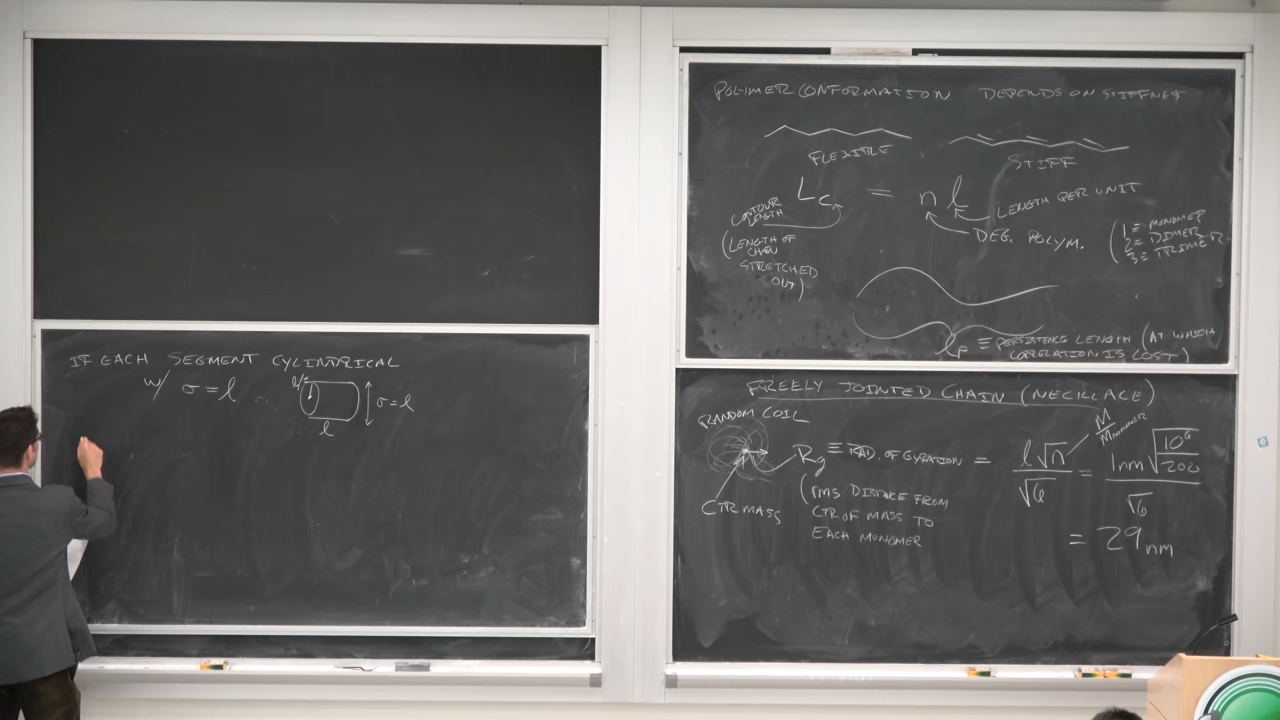 IF EACH SEGMENT CYLINDRICAL
w/ σ = l
l/2
σ = l
l
POLYMER CONFORMATION DEPENDS ON STIFFNESS
FLEXIBLE
STIFF
Lc = n l
CONTOUR LENGTH
(LENGTH OF CHAIN STRETCHED OUT)
LENGTH PER UNIT
DEG. POLYM.
(1 = MONOMER
2 = DIMER
3 = TRIMER
lp ≡ PERSISTENCE LENGTH (AT WHICH
CORRELATION IS LOST)
FREELY JOINTED CHAIN (NECKLACE)
RANDOM COIL
CTR MASS
Rg ≡ RAD. OF GYRATION = l√n / √6 = 1nm √(10⁶/200) / √6
M / Mmonomer
(rms DISTANCE FROM
CTR OF MASS TO
EACH MONOMER
= 29 nm